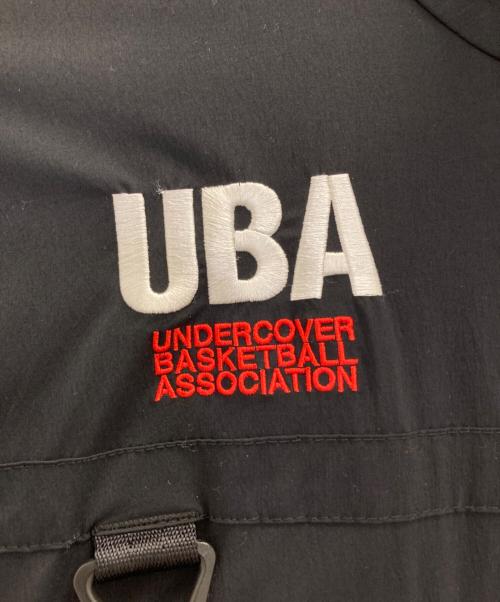 UBA
UNDERCOVER
BASKETBALL
ASSOCIATION